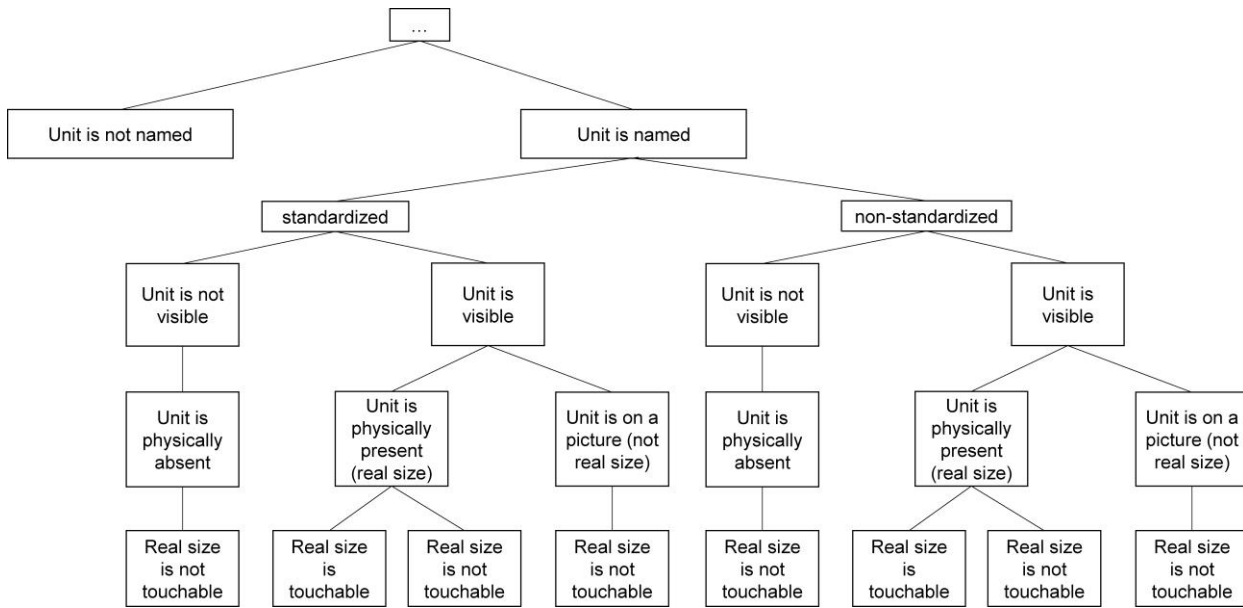 ...
Unit is not named
Unit is named
standardized
non-standardized
Unit is not
visible
Unit is
visible
Unit is not
visible
Unit is
visible
Unit is
physically
absent
Unit is
physically
present
(real size)
Unit is on a
picture (not
real size)
Unit is
physically
absent
Unit is
physically
present
(real size)
Unit is on a
picture (not
real size)
Real size
is not
touchable
Real size
is
touchable
Real size
is not
touchable
Real size
is not
touchable
Real size
is not
touchable
Real size
is
touchable
Real size
is not
touchable
Real size
is not
touchable